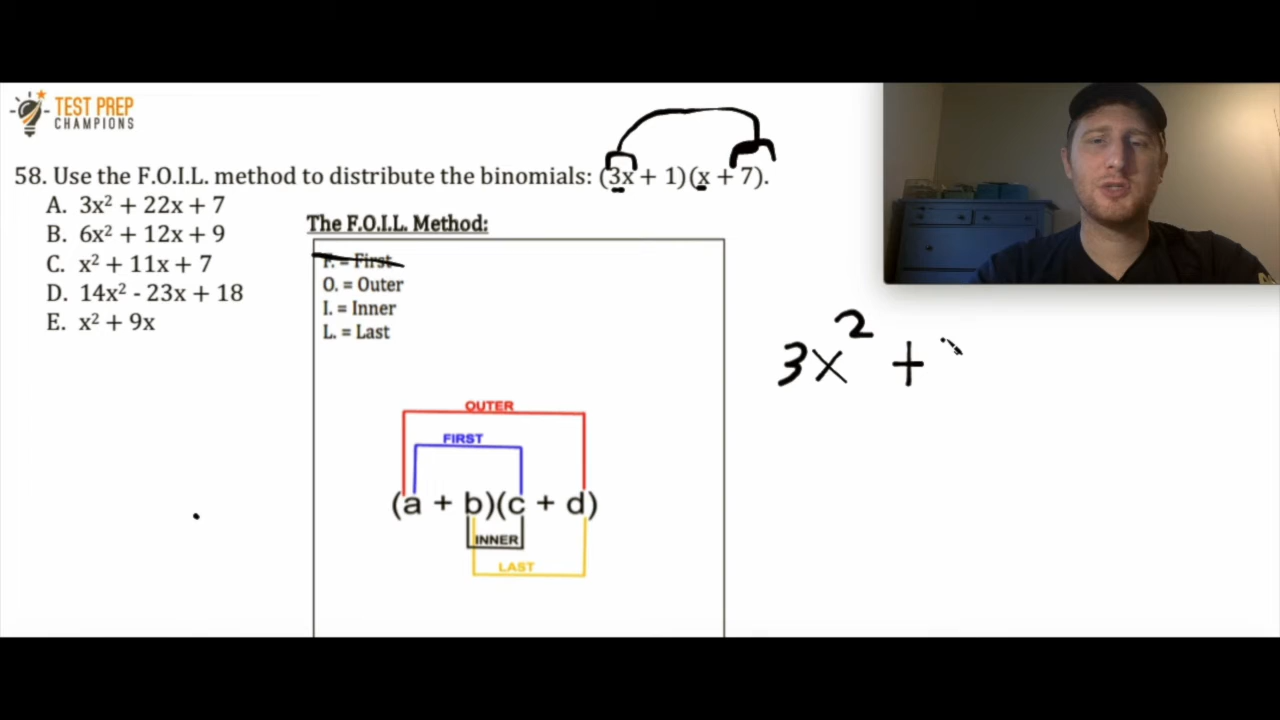 TEST PREP
CHAMPIONS
58. Use the F.O.I.L. method to distribute the binomials: (3x + 1)(x + 7).
A. 3x² + 22x + 7
B. 6x² + 12x + 9
C. x² + 11x + 7
D. 14x² - 23x + 18
E. x² + 9x
The F.O.I.L. Method:
F. = First
O. = Outer
I. = Inner
L. = Last
OUTER
FIRST
(a + b)(c + d)
INNER
LAST
3x² +